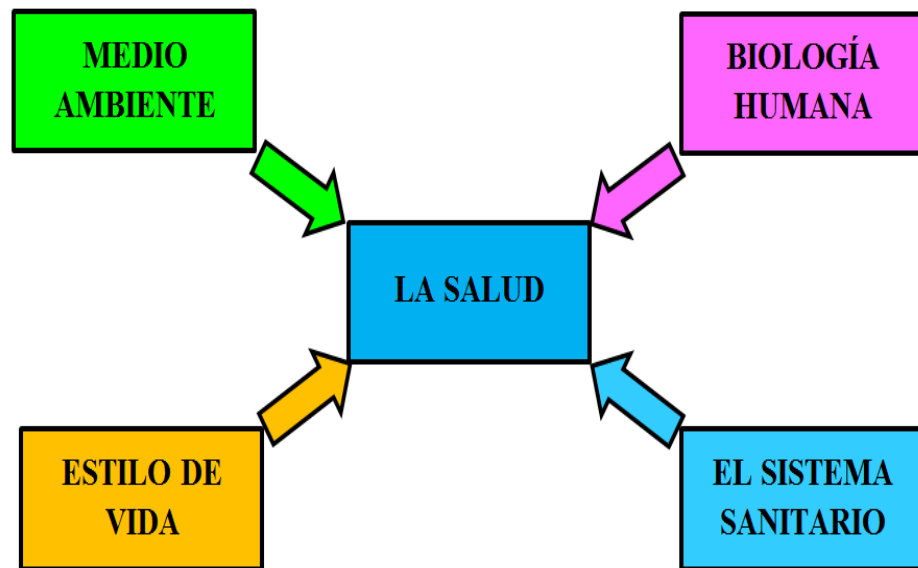 MEDIO
AMBIENTE
BIOLOGÍA
HUMANA
LA SALUD
ESTILO DE
VIDA
EL SISTEMA
SANITARIO